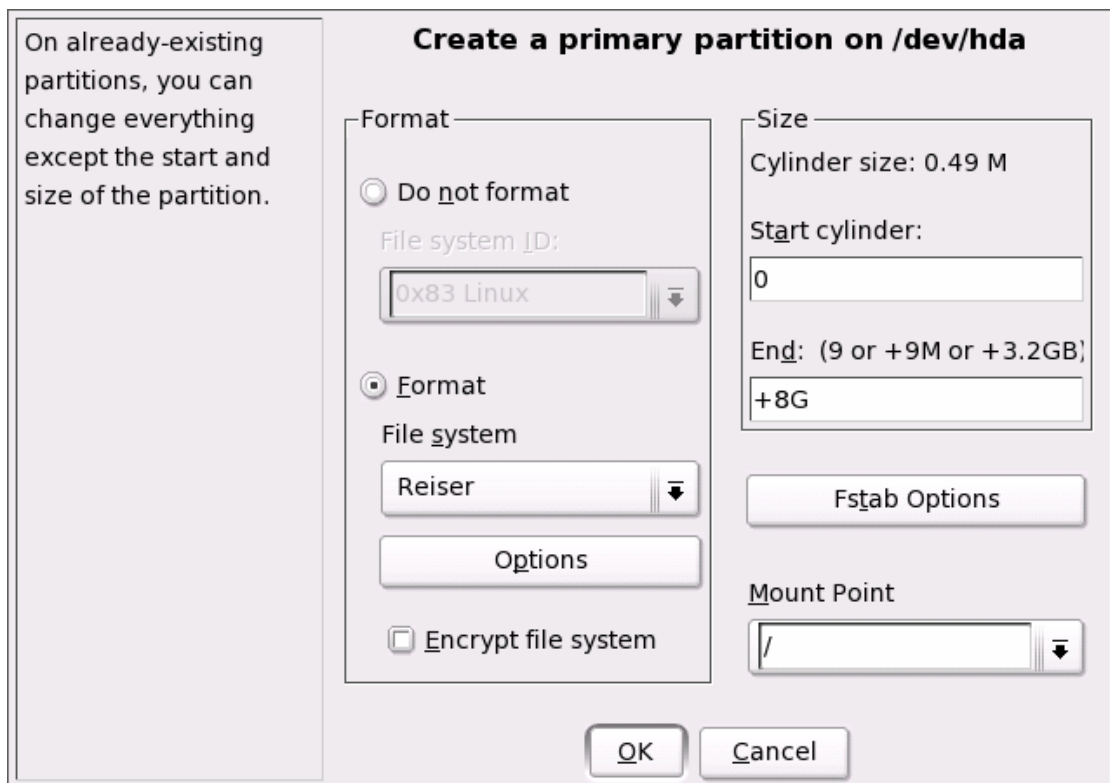 On already-existing
partitions, you can
change everything
except the start and
size of the partition.
Create a primary partition on /dev/hda
Format
Do not format
File system ID:
0x83 Linux
Format
File system
Reiser
Options
Encrypt file system
Size
Cylinder size: 0.49 M
Start cylinder:
0
End: (9 or +9M or +3.2GB)
+8G
Fstab Options
Mount Point
/
OK
Cancel